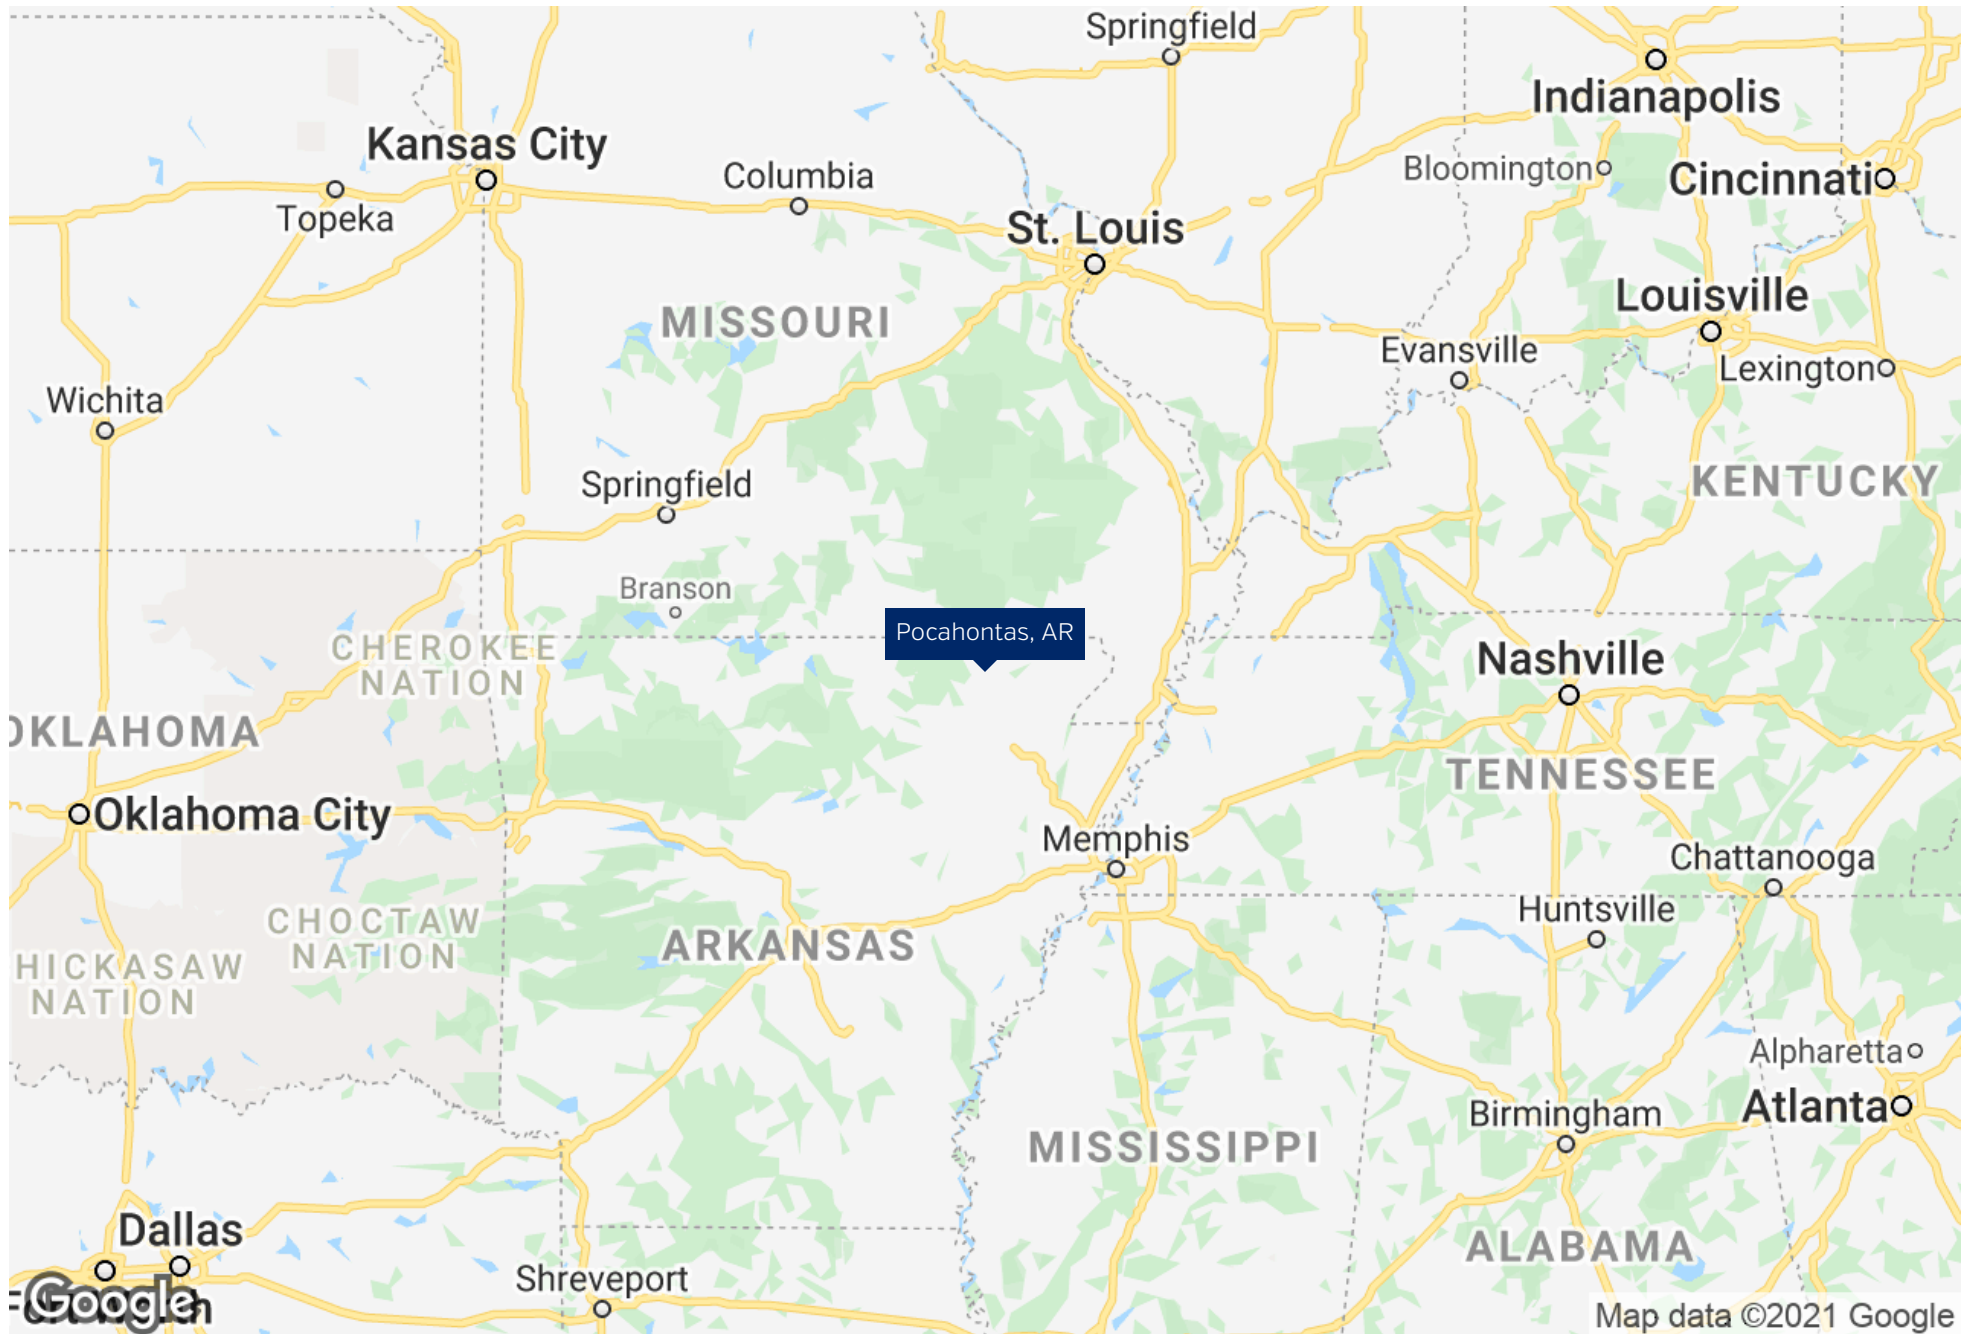 Springfield
Indianapolis
Kansas City
Bloomington
Columbia
Cincinnati
Topeka
St. Louis
Louisville
MISSOURI
Evansville
Lexington
Wichita
Springfield
KENTUCKY
Branson
Pocahontas, AR
CHEROKEE
NATION
Nashville
OKLAHOMA
TENNESSEE
Oklahoma City
Memphis
Chattanooga
CHOCTAW
NATION
Huntsville
ARKANSAS
HICKASAW
NATION
Alpharetta
Birmingham
Atlanta
MISSISSIPPI
Dallas
ALABAMA
Shreveport
Google
Map data ©2021 Google